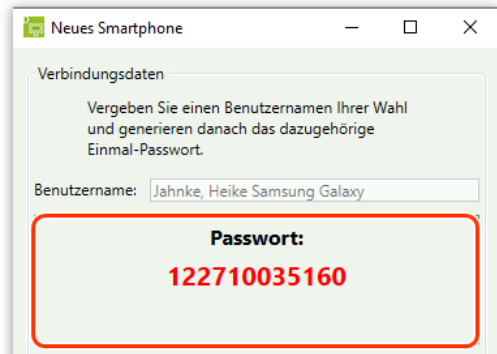 Neues Smartphone
Verbindungsdaten
Vergeben Sie einen Benutzernamen Ihrer Wahl
und generieren danach das dazugehörige
Einmal-Passwort.
Benutzername: Jahnke, Heike Samsung Galaxy
Passwort:
122710035160